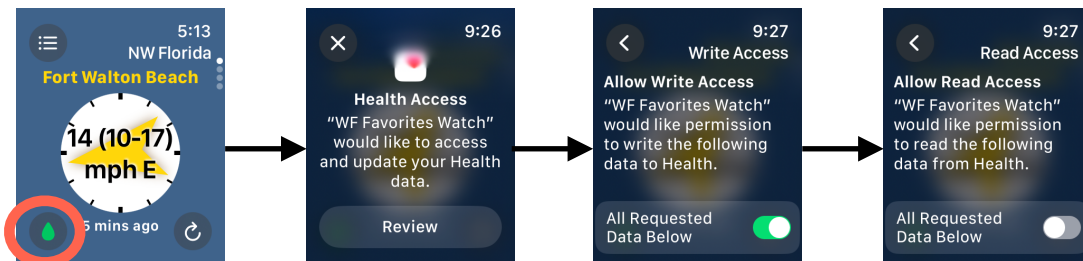 5:13
NW Florida
Fort Walton Beach
14 (10-17)
mph E
5 mins ago
9:26
Health Access
“WF Favorites Watch”
would like to access
and update your Health
data.
Review
9:27
Write Access
Allow Write Access
“WF Favorites Watch”
would like permission
to write the following
data to Health.
All Requested
Data Below
9:27
Read Access
Allow Read Access
“WF Favorites Watch”
would like permission
to read the following
data from Health.
All Requested
Data Below